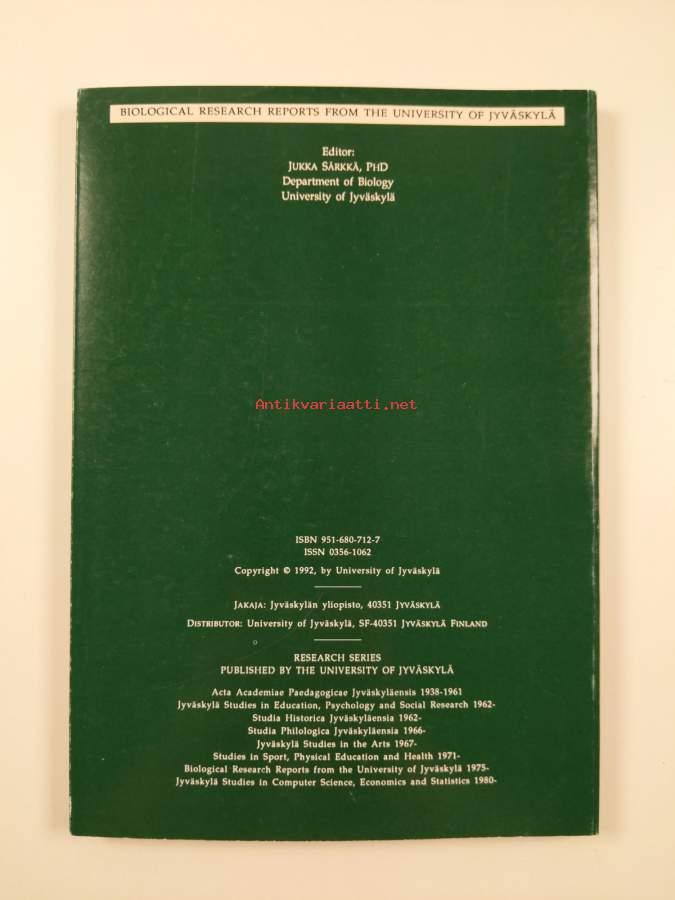 BIOLOGICAL RESEARCH REPORTS FROM THE UNIVERSITY OF JYVÄSKYLÄ
Editor:
JUKKA SÄRKKÄ, PHD
Department of Biology
University of Jyväskylä
Antikvariaatti.net
ISBN 951-680-712-7
ISSN 0356-1062
Copyright © 1992, by University of Jyväskylä
JAKAJA: Jyväskylän yliopisto, 40351 JYVÄSKYLÄ
DISTRIBUTOR: University of Jyväskylä, SF-40351 JYVÄSKYLÄ FINLAND
RESEARCH SERIES
PUBLISHED BY THE UNIVERSITY OF JYVÄSKYLÄ
Acta Academiae Paedagogicae Jyväskyläensis 1938-1961
Jyväskylä Studies in Education, Psychology and Social Research 1962-
Studia Historica Jyväskyläensia 1962-
Studia Philologica Jyväskyläensia 1966-
Jyväskylä Studies in the Arts 1967-
Studies in Sport, Physical Education and Health 1971-
Biological Research Reports from the University of Jyväskylä 1975-
Jyväskylä Studies in Computer Science, Economics and Statistics 1980-